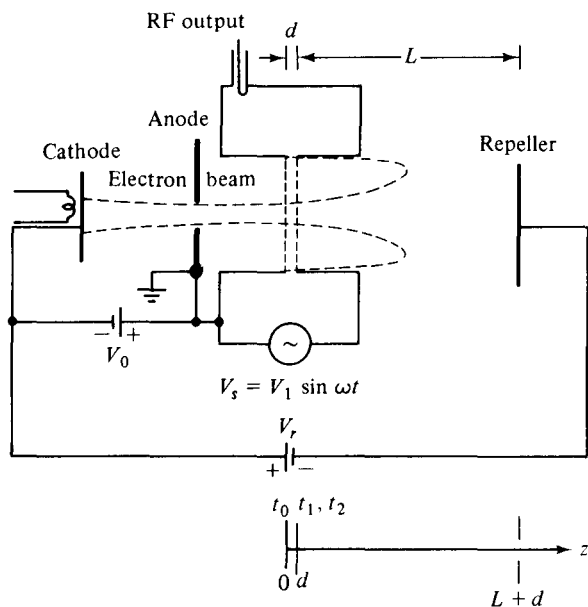 RF output
d
L
Anode
Cathode
Repeller
Electron beam
− +
V₀
~
Vₛ = V₁ sin ωt
Vᵣ
+ −
t₀ t₁, t₂
z
0 d
L + d